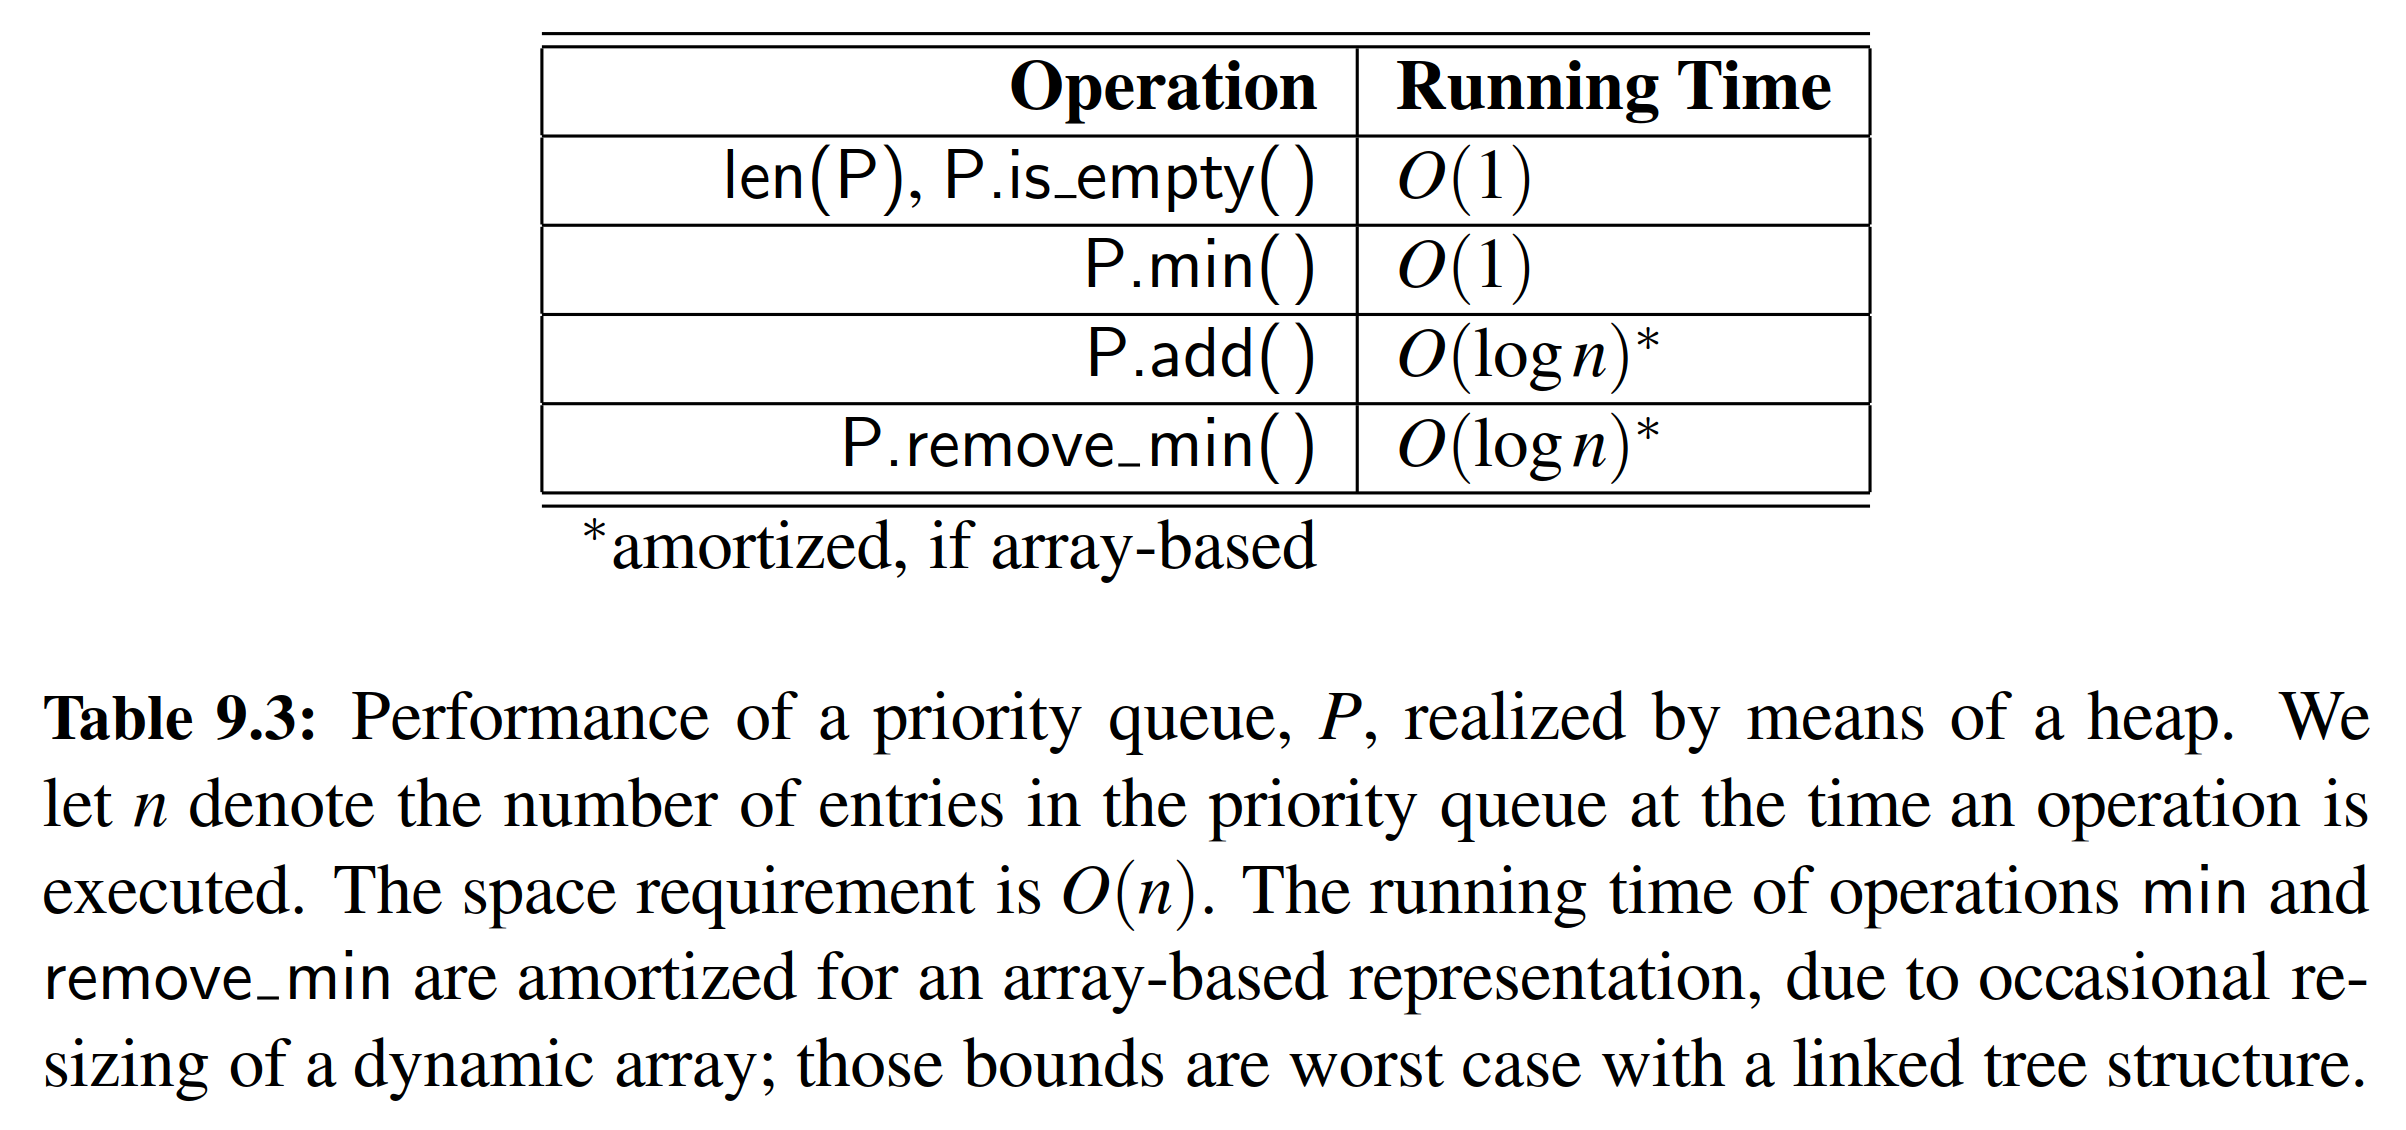 Operation Running Time
len(P), P.is_empty( ) O(1)
P.min( ) O(1)
P.add( ) O(log n)*
P.remove_min( ) O(log n)*
*amortized, if array-based
Table 9.3: Performance of a priority queue, P, realized by means of a heap. We
let n denote the number of entries in the priority queue at the time an operation is
executed. The space requirement is O(n). The running time of operations min and
remove_min are amortized for an array-based representation, due to occasional re-
sizing of a dynamic array; those bounds are worst case with a linked tree structure.